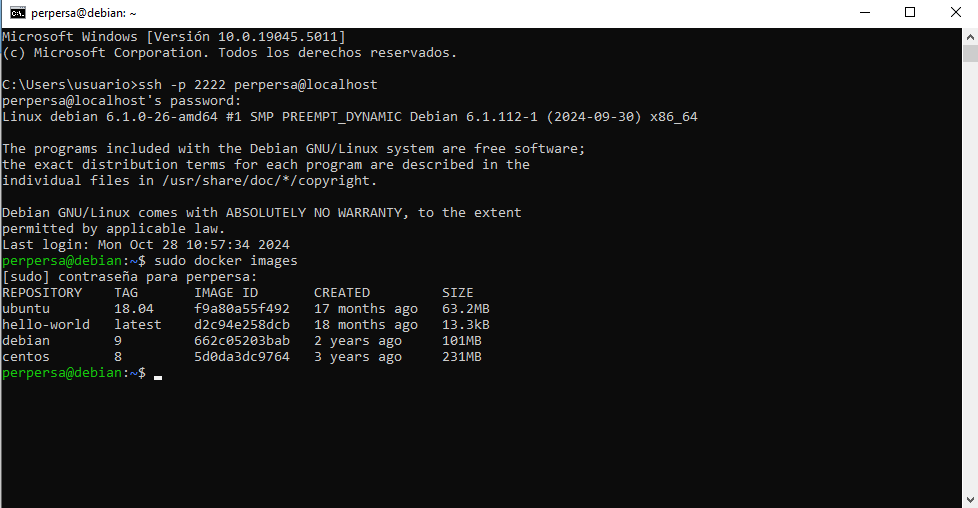 perpersa@debian: ~
Microsoft Windows [Versión 10.0.19045.5011]
(c) Microsoft Corporation. Todos los derechos reservados.
C:\Users\usuario>ssh -p 2222 perpersa@localhost
perpersa@localhost's password:
Linux debian 6.1.0-26-amd64 #1 SMP PREEMPT_DYNAMIC Debian 6.1.112-1 (2024-09-30) x86_64
The programs included with the Debian GNU/Linux system are free software;
the exact distribution terms for each program are described in the
individual files in /usr/share/doc/*/copyright.
Debian GNU/Linux comes with ABSOLUTELY NO WARRANTY, to the extent
permitted by applicable law.
Last login: Mon Oct 28 10:57:34 2024
perpersa@debian:~$ sudo docker images
[sudo] contraseña para perpersa:
REPOSITORY    TAG       IMAGE ID       CREATED         SIZE
ubuntu        18.04     f9a80a55f492   17 months ago   63.2MB
hello-world   latest    d2c94e258dcb   18 months ago   13.3kB
debian        9         662c05203bab   2 years ago     101MB
centos        8         5d0da3dc9764   3 years ago     231MB
perpersa@debian:~$